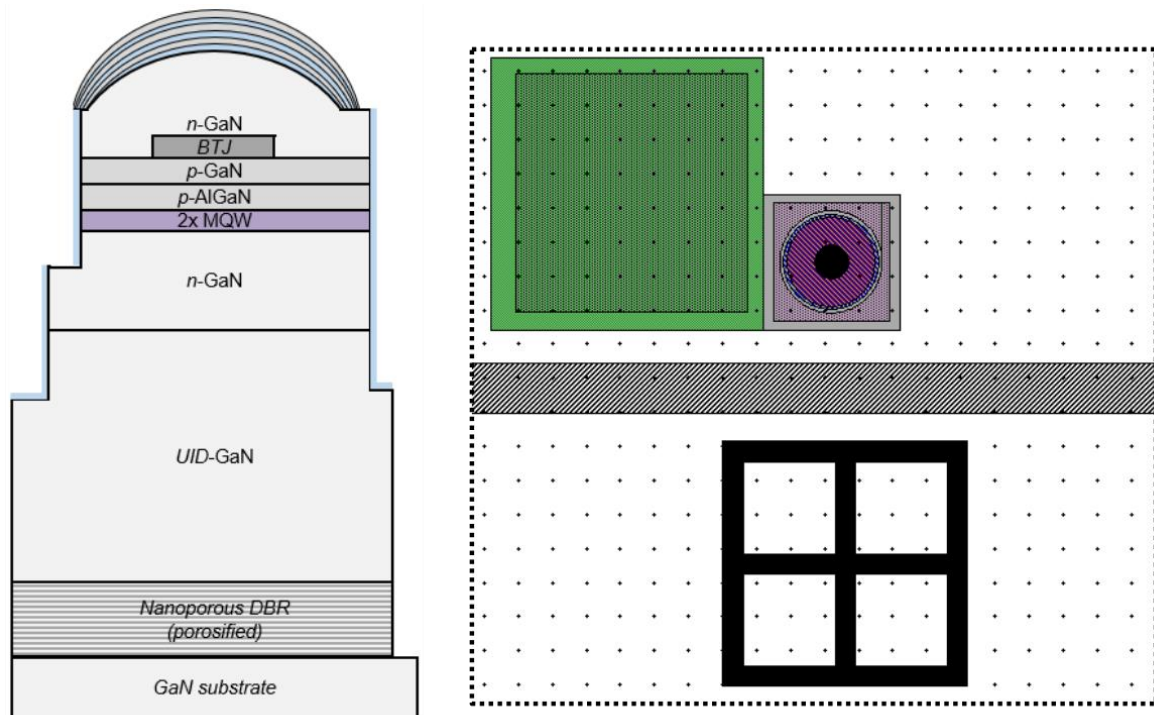 n-GaN
BTJ
p-GaN
p-AlGaN
2x MQW
n-GaN
UID-GaN
Nanoporous DBR
(porosified)
GaN substrate